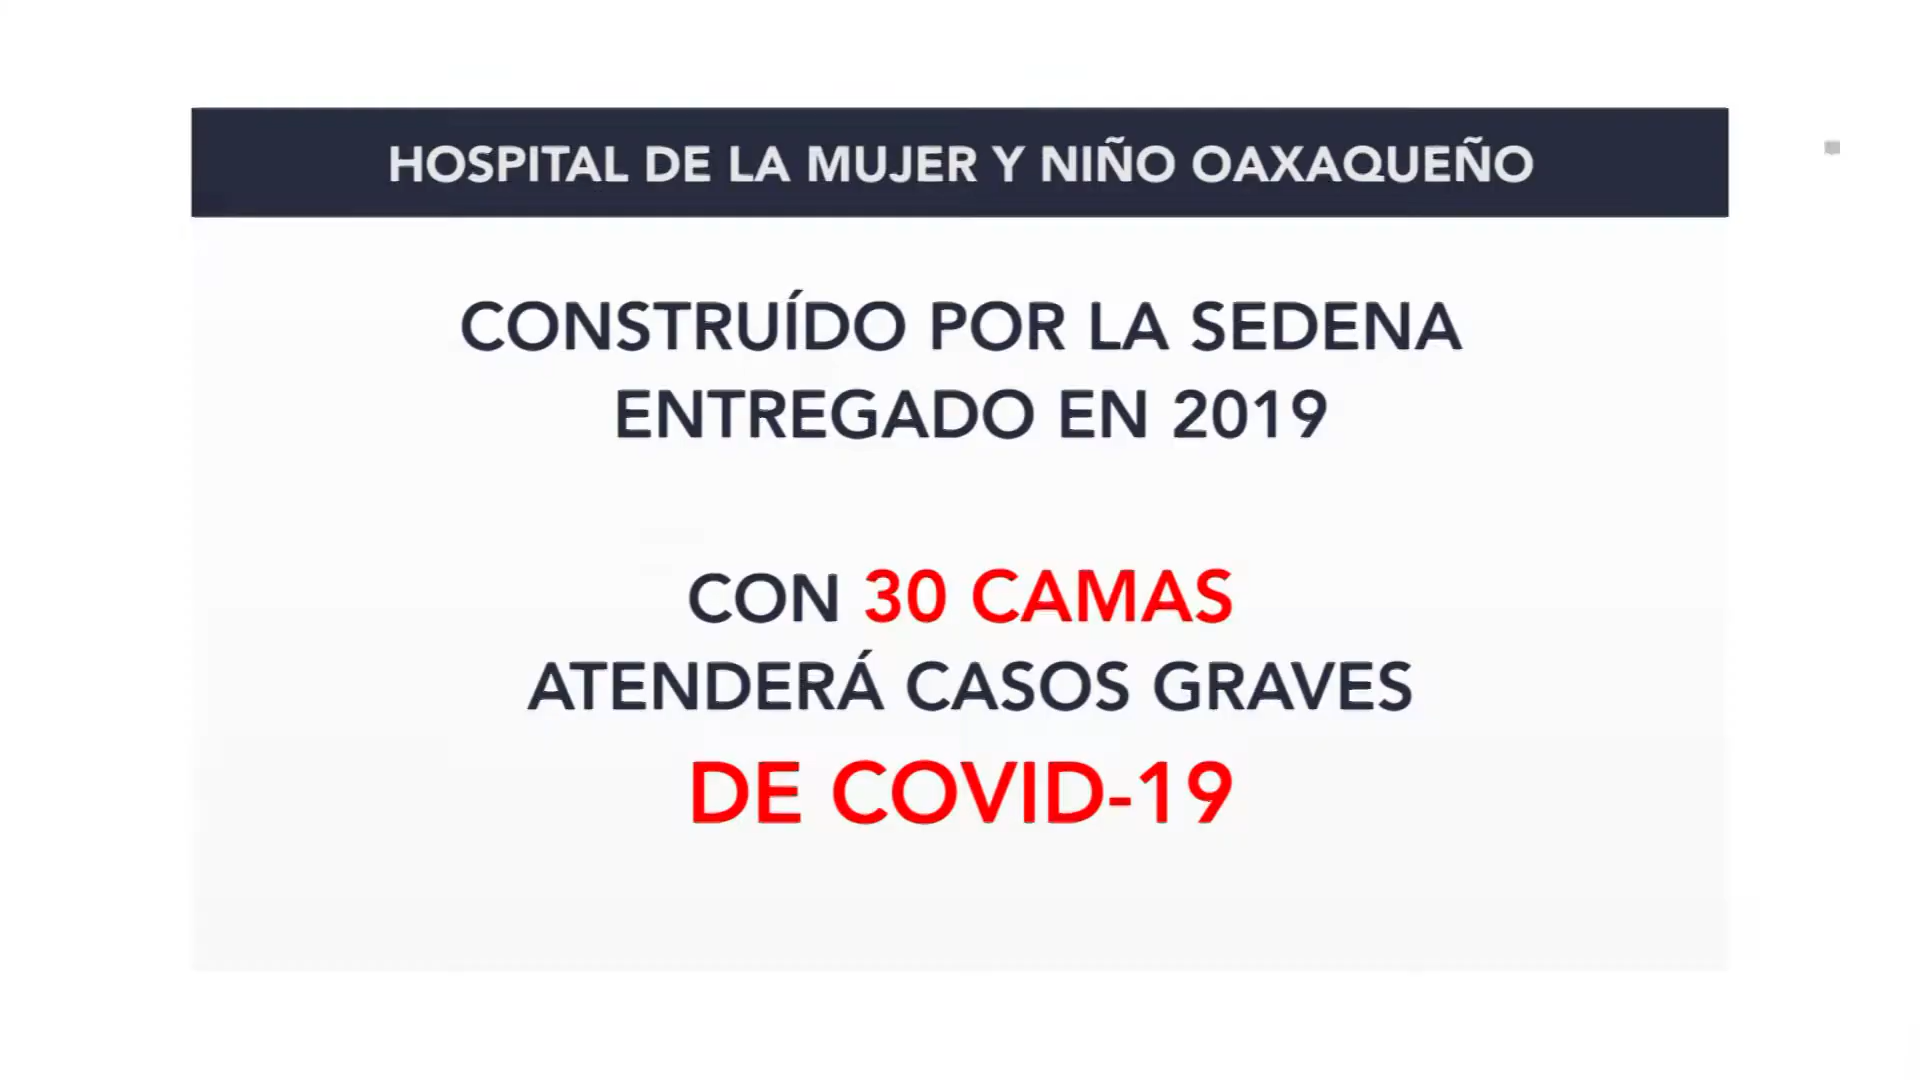 HOSPITAL DE LA MUJER Y NIÑO OAXAQUEÑO
CONSTRUÍDO POR LA SEDENA
ENTREGADO EN 2019
CON 30 CAMAS
ATENDERÁ CASOS GRAVES
DE COVID-19